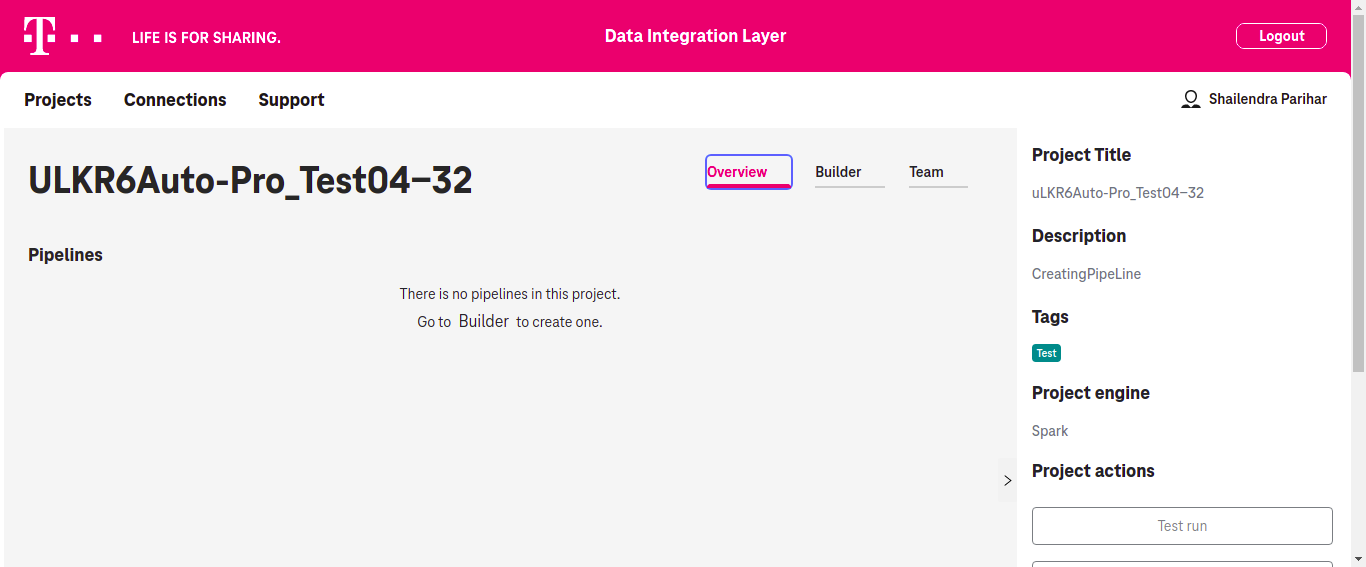 T
LIFE IS FOR SHARING.
Data Integration Layer
Logout
Projects
Connections
Support
Shailendra Parihar
ULKR6Auto-Pro_Test04–32
Overview
Builder
Team
Pipelines
There is no pipelines in this project.
Go to Builder to create one.
Project Title
uLKR6Auto-Pro_Test04–32
Description
CreatingPipeLine
Tags
Test
Project engine
Spark
Project actions
Test run